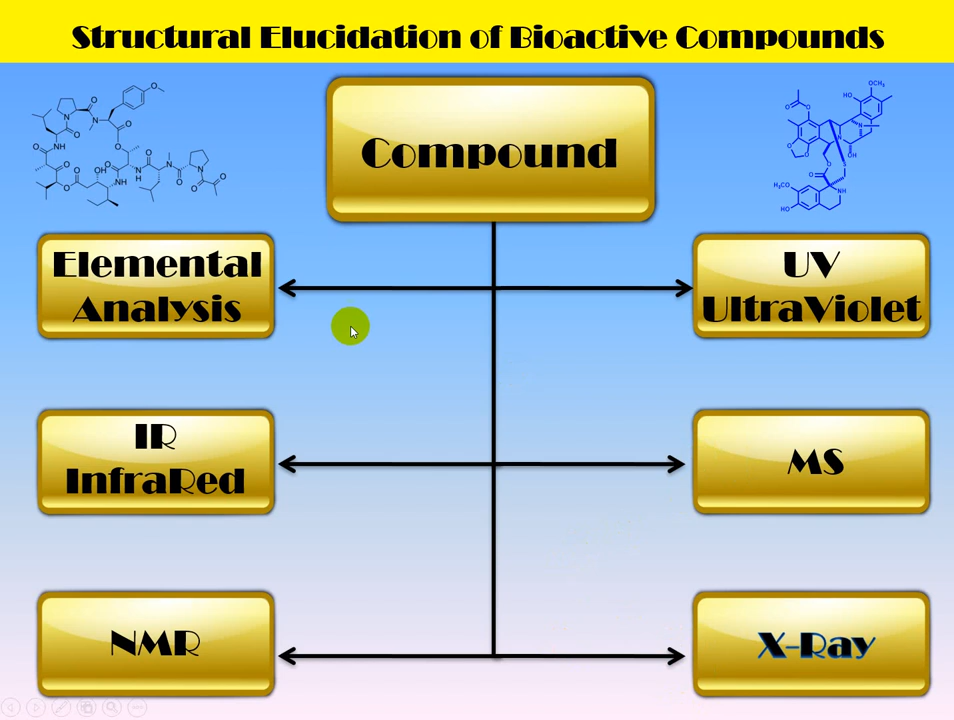 Structural Elucidation of Bioactive Compounds
Compound
Elemental
Analysis
UV
UltraViolet
IR
InfraRed
MS
NMR
X-Ray